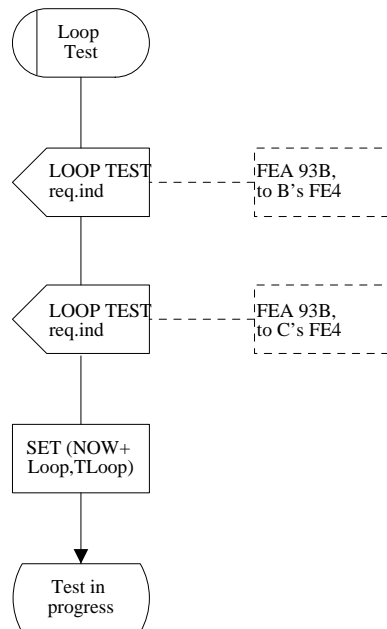 Loop
Test
LOOP TEST
req.ind
FEA 93B,
to B's FE4
LOOP TEST
req.ind
FEA 93B,
to C's FE4
SET (NOW+
Loop,TLoop)
Test in
progress